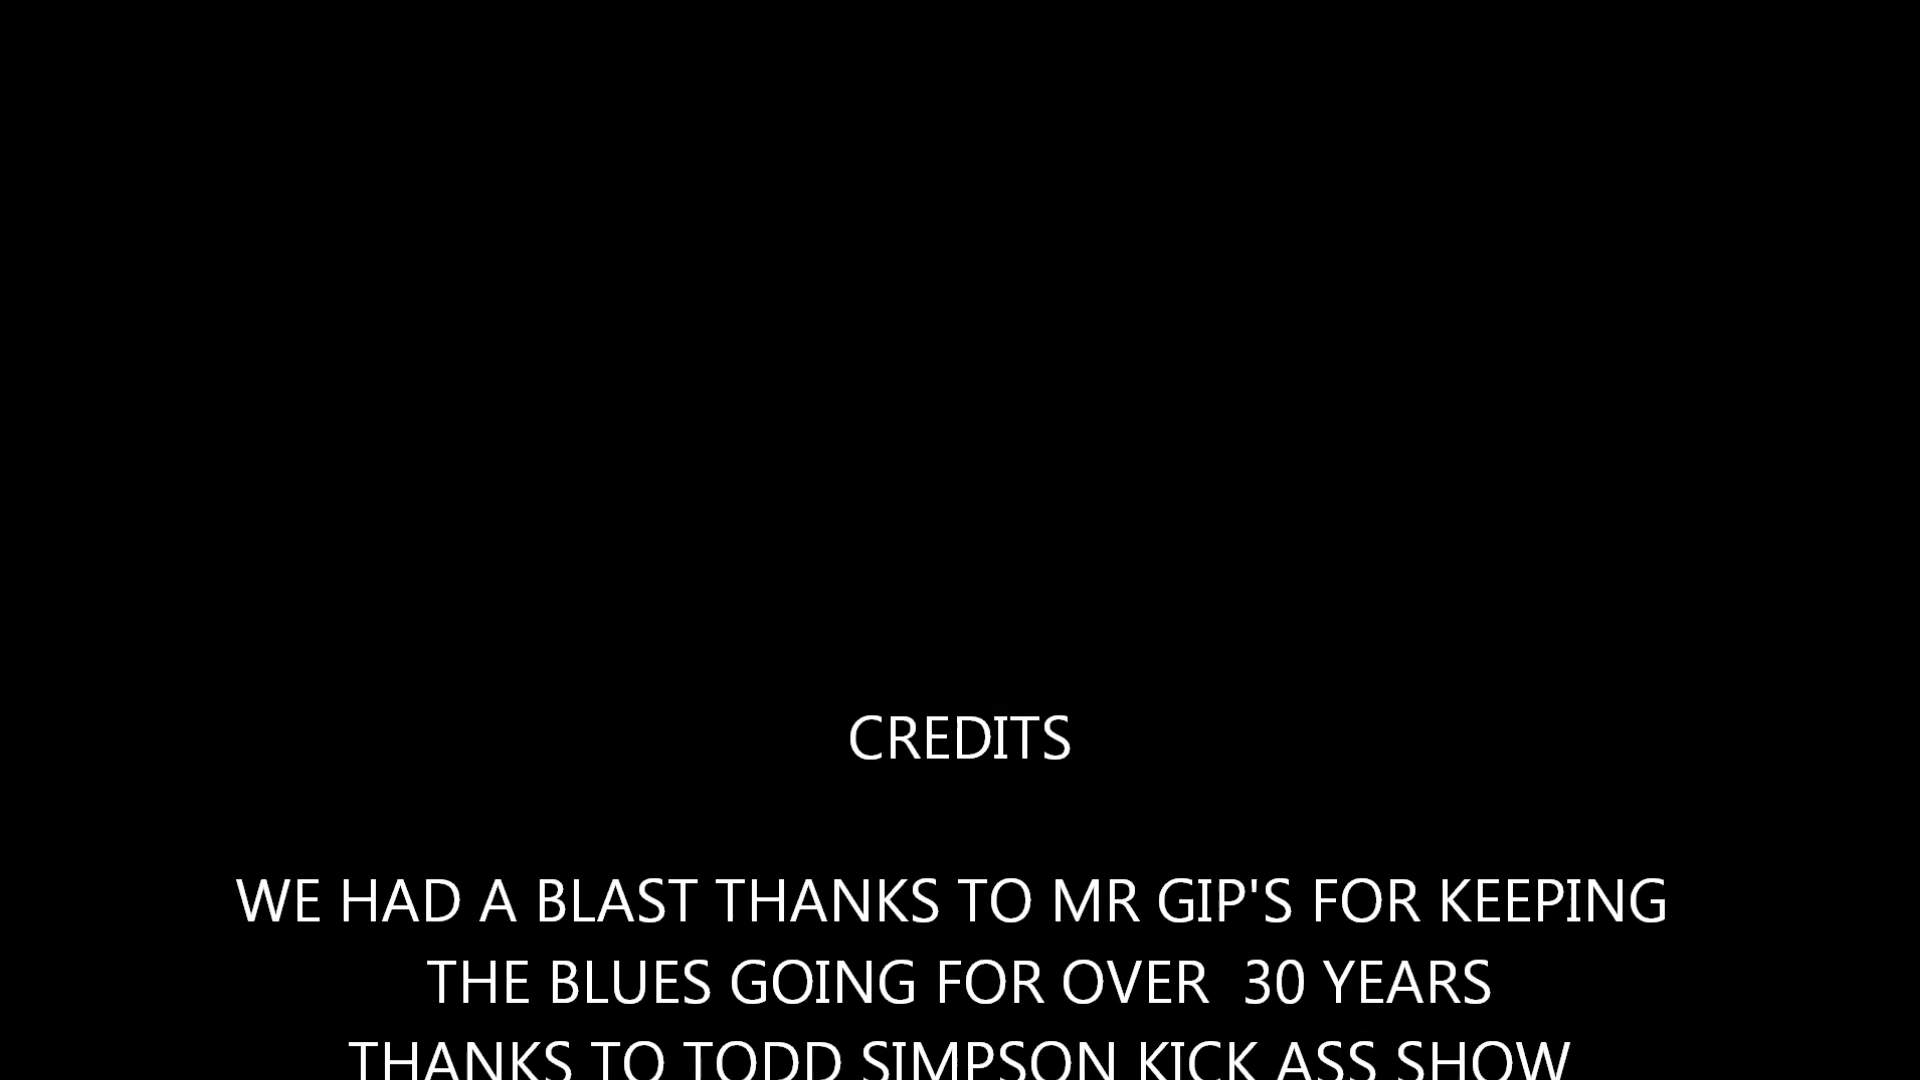 CREDITS
WE HAD A BLAST THANKS TO MR GIP'S FOR KEEPING
THE BLUES GOING FOR OVER  30 YEARS
THANKS TO TODD SIMPSON KICK ASS SHOW